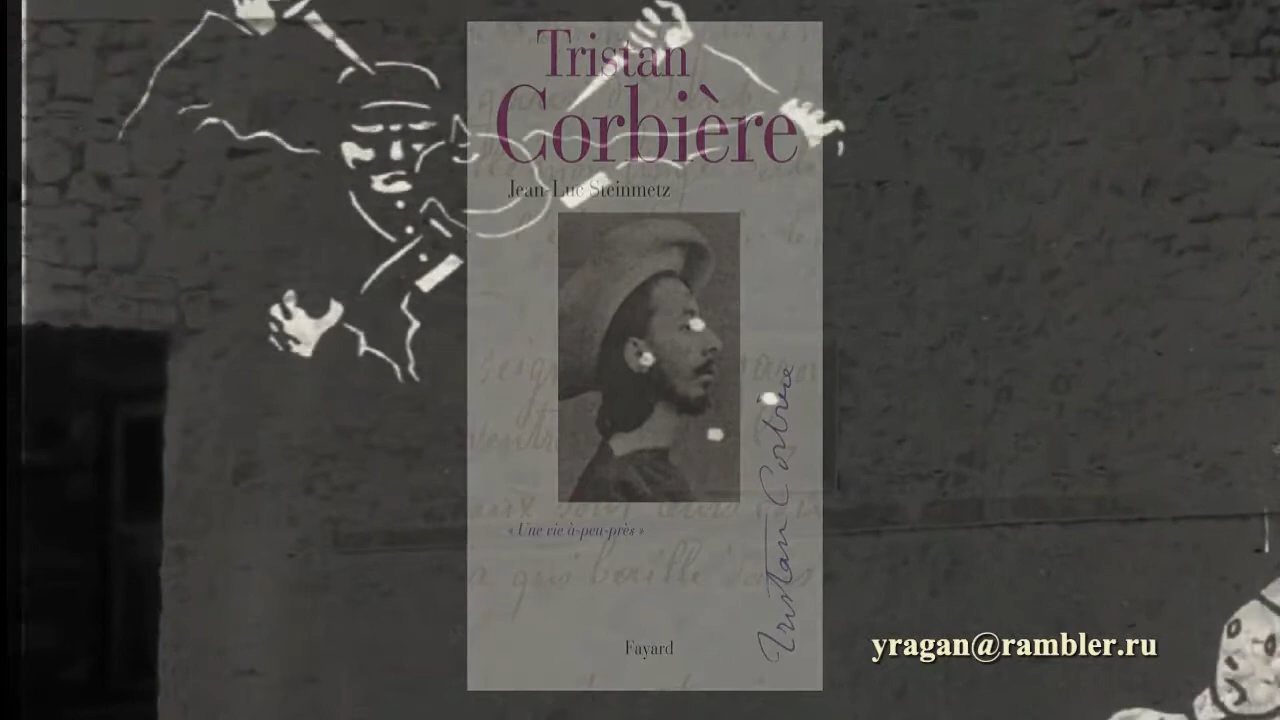 Tristan
Corbière
Jean-Luc Steinmetz
« Une vie à-peu-près »
Tristan Corbière
Fayard
yragan@rambler.ru